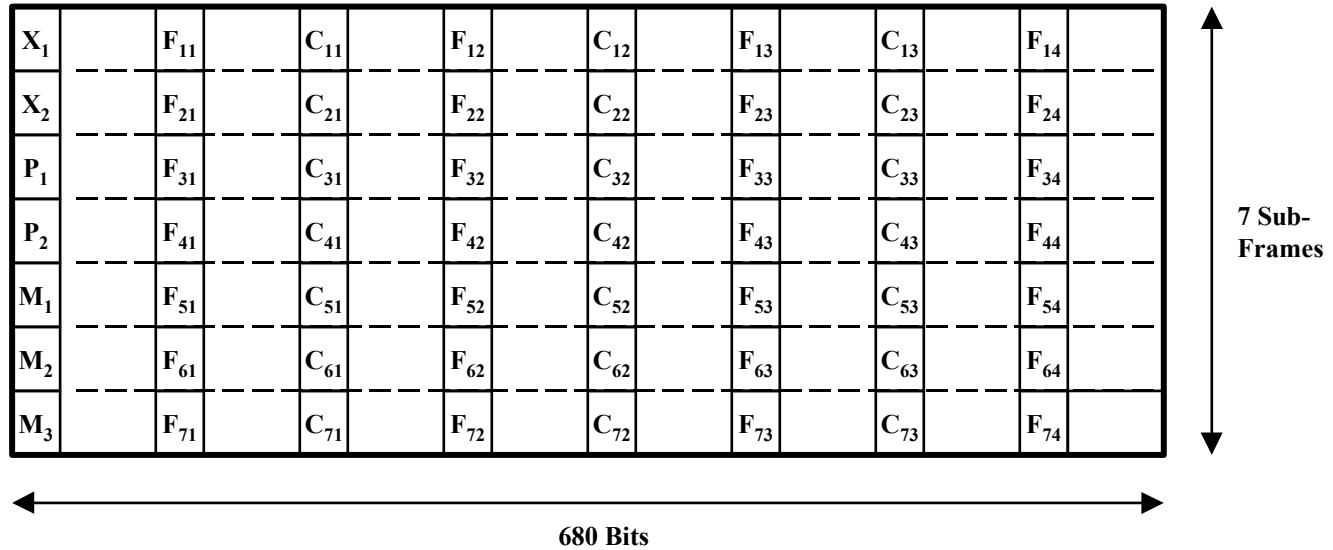 X₁ F₁₁ C₁₁ F₁₂ C₁₂ F₁₃ C₁₃ F₁₄
X₂ F₂₁ C₂₁ F₂₂ C₂₂ F₂₃ C₂₃ F₂₄
P₁ F₃₁ C₃₁ F₃₂ C₃₂ F₃₃ C₃₃ F₃₄
P₂ F₄₁ C₄₁ F₄₂ C₄₂ F₄₃ C₄₃ F₄₄
M₁ F₅₁ C₅₁ F₅₂ C₅₂ F₅₃ C₅₃ F₅₄
M₂ F₆₁ C₆₁ F₆₂ C₆₂ F₆₃ C₆₃ F₆₄
M₃ F₇₁ C₇₁ F₇₂ C₇₂ F₇₃ C₇₃ F₇₄
7 Sub-
Frames
680 Bits